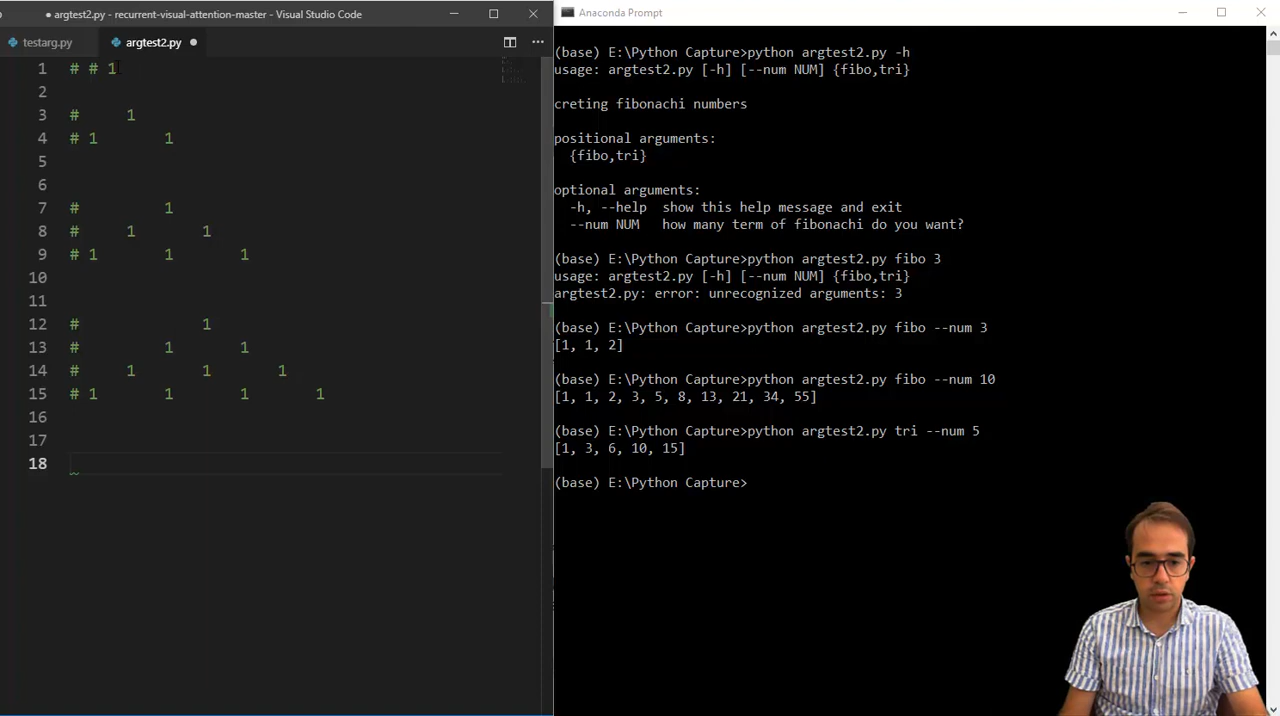 argtest2.py - recurrent-visual-attention-master - Visual Studio Code
testarg.py
argtest2.py
1 # # 1
2
3 # 1
4 # 1 1
5
6
7 # 1
8 # 1 1
9 # 1 1 1
10
11
12 # 1
13 # 1 1
14 # 1 1 1
15 # 1 1 1 1
16
17
18
Anaconda Prompt
(base) E:\Python Capture>python argtest2.py -h
usage: argtest2.py [-h] [--num NUM] {fibo,tri}
creting fibonachi numbers
positional arguments:
{fibo,tri}
optional arguments:
-h, --help show this help message and exit
--num NUM how many term of fibonachi do you want?
(base) E:\Python Capture>python argtest2.py fibo 3
usage: argtest2.py [-h] [--num NUM] {fibo,tri}
argtest2.py: error: unrecognized arguments: 3
(base) E:\Python Capture>python argtest2.py fibo --num 3
[1, 1, 2]
(base) E:\Python Capture>python argtest2.py fibo --num 10
[1, 1, 2, 3, 5, 8, 13, 21, 34, 55]
(base) E:\Python Capture>python argtest2.py tri --num 5
[1, 3, 6, 10, 15]
(base) E:\Python Capture>